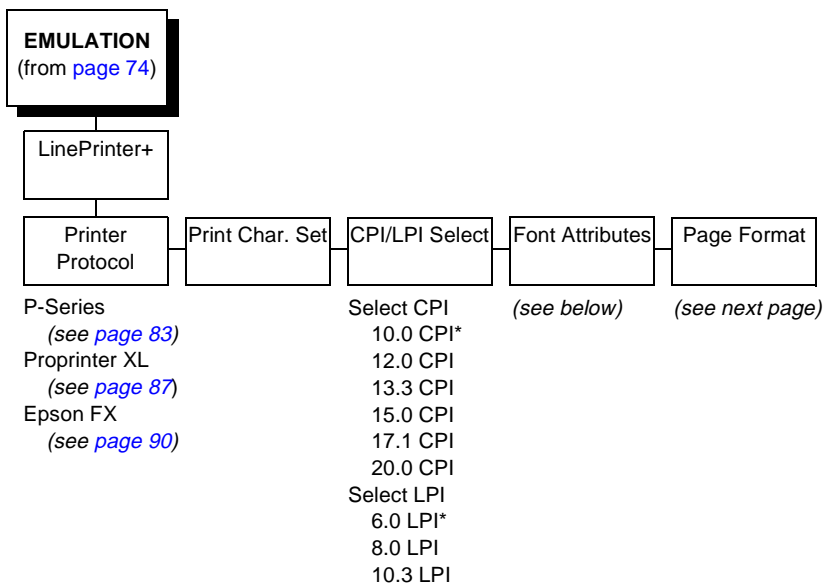 EMULATION
(from page 74)
LinePrinter+
Printer
Protocol
Print Char. Set
CPI/LPI Select
Font Attributes
Page Format
P-Series
(see page 83)
Proprinter XL
(see page 87)
Epson FX
(see page 90)
Select CPI
10.0 CPI*
12.0 CPI
13.3 CPI
15.0 CPI
17.1 CPI
20.0 CPI
Select LPI
6.0 LPI*
8.0 LPI
10.3 LPI
(see below)
(see next page)